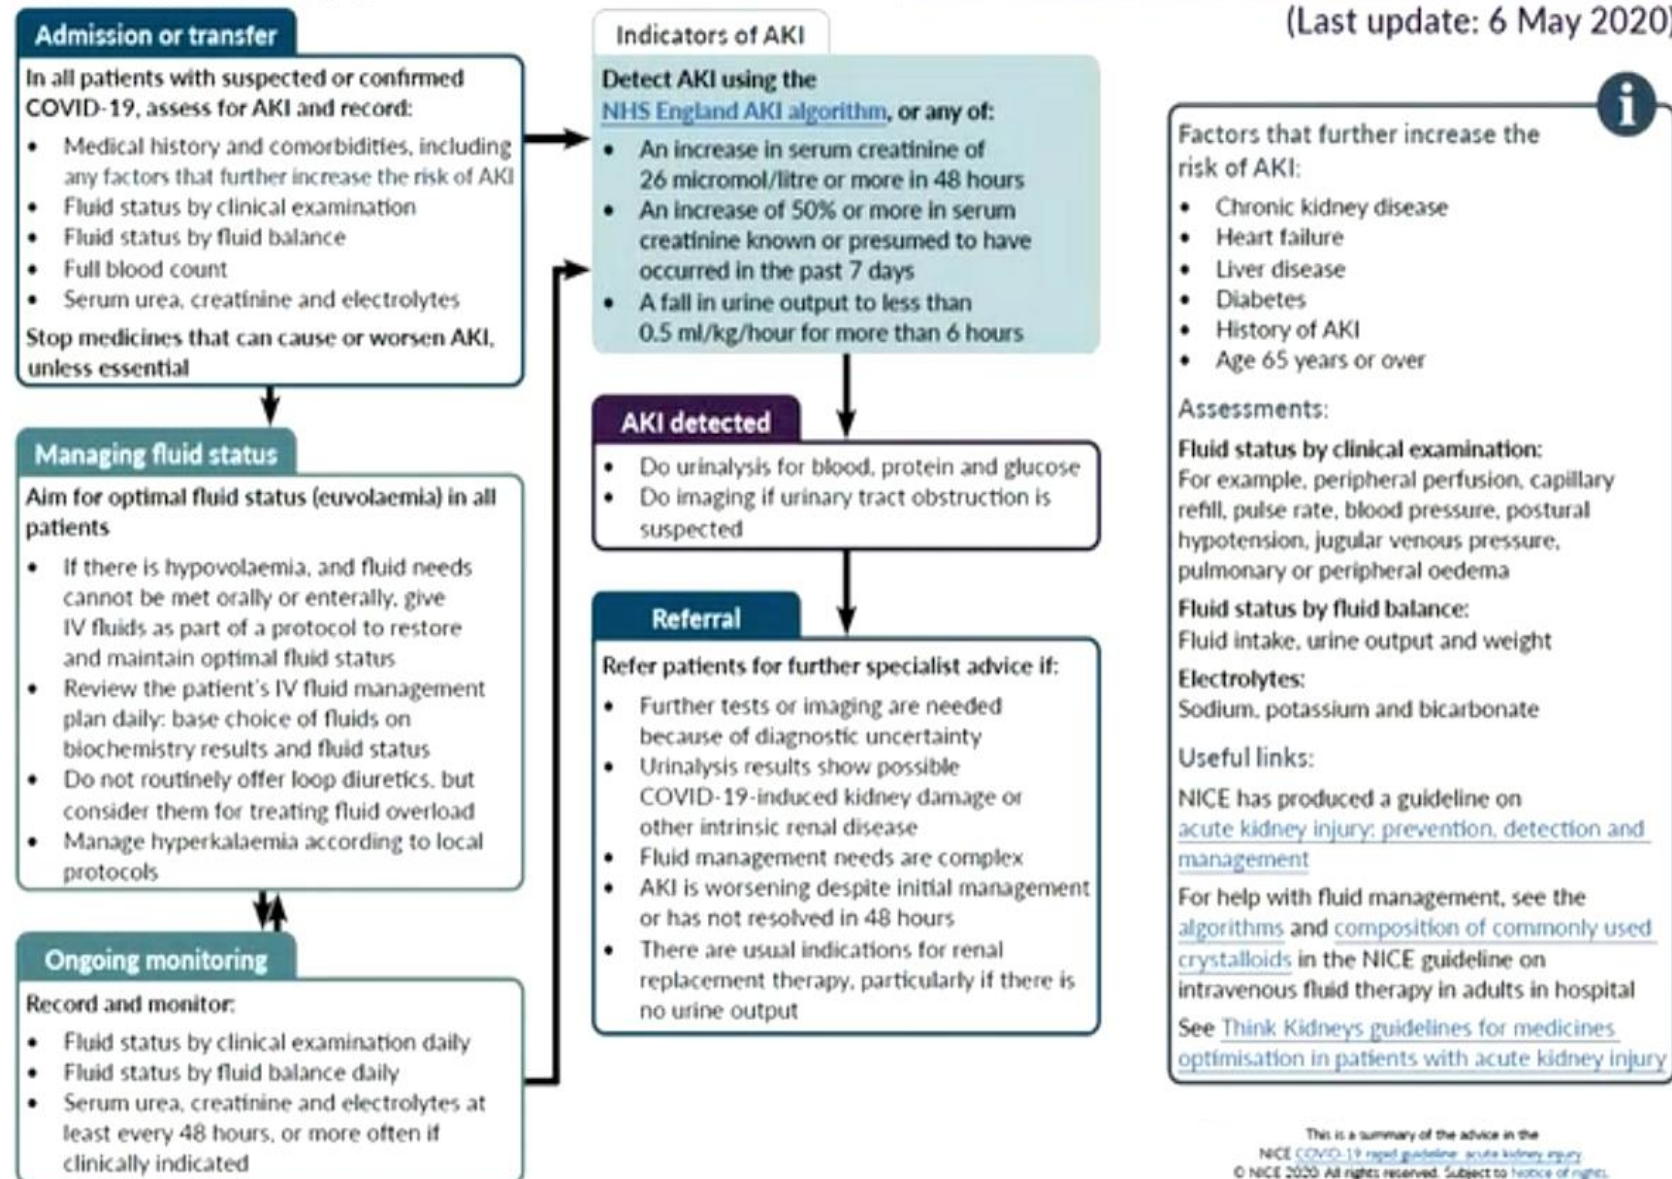 (Last update: 6 May 2020)
Admission or transfer
In all patients with suspected or confirmed
COVID-19, assess for AKI and record:
• Medical history and comorbidities, including
any factors that further increase the risk of AKI
• Fluid status by clinical examination
• Fluid status by fluid balance
• Full blood count
• Serum urea, creatinine and electrolytes
Stop medicines that can cause or worsen AKI,
unless essential
Managing fluid status
Aim for optimal fluid status (euvolaemia) in all
patients
• If there is hypovolaemia, and fluid needs
cannot be met orally or enterally, give
IV fluids as part of a protocol to restore
and maintain optimal fluid status
• Review the patient's IV fluid management
plan daily: base choice of fluids on
biochemistry results and fluid status
• Do not routinely offer loop diuretics, but
consider them for treating fluid overload
• Manage hyperkalaemia according to local
protocols
Ongoing monitoring
Record and monitor:
• Fluid status by clinical examination daily
• Fluid status by fluid balance daily
• Serum urea, creatinine and electrolytes at
least every 48 hours, or more often if
clinically indicated
Indicators of AKI
Detect AKI using the
NHS England AKI algorithm, or any of:
• An increase in serum creatinine of
26 micromol/litre or more in 48 hours
• An increase of 50% or more in serum
creatinine known or presumed to have
occurred in the past 7 days
• A fall in urine output to less than
0.5 ml/kg/hour for more than 6 hours
AKI detected
• Do urinalysis for blood, protein and glucose
• Do imaging if urinary tract obstruction is
suspected
Referral
Refer patients for further specialist advice if:
• Further tests or imaging are needed
because of diagnostic uncertainty
• Urinalysis results show possible
COVID-19-induced kidney damage or
other intrinsic renal disease
• Fluid management needs are complex
• AKI is worsening despite initial management
or has not resolved in 48 hours
• There are usual indications for renal
replacement therapy, particularly if there is
no urine output
i
Factors that further increase the
risk of AKI:
• Chronic kidney disease
• Heart failure
• Liver disease
• Diabetes
• History of AKI
• Age 65 years or over
Assessments:
Fluid status by clinical examination:
For example, peripheral perfusion, capillary
refill, pulse rate, blood pressure, postural
hypotension, jugular venous pressure,
pulmonary or peripheral oedema
Fluid status by fluid balance:
Fluid intake, urine output and weight
Electrolytes:
Sodium, potassium and bicarbonate
Useful links:
NICE has produced a guideline on
acute kidney injury: prevention, detection and
management
For help with fluid management, see the
algorithms and composition of commonly used
crystalloids in the NICE guideline on
intravenous fluid therapy in adults in hospital
See Think Kidneys guidelines for medicines
optimisation in patients with acute kidney injury
This is a summary of the advice in the
NICE COVID-19 rapid guideline: acute kidney injury
© NICE 2020. All rights reserved. Subject to Notice of rights.